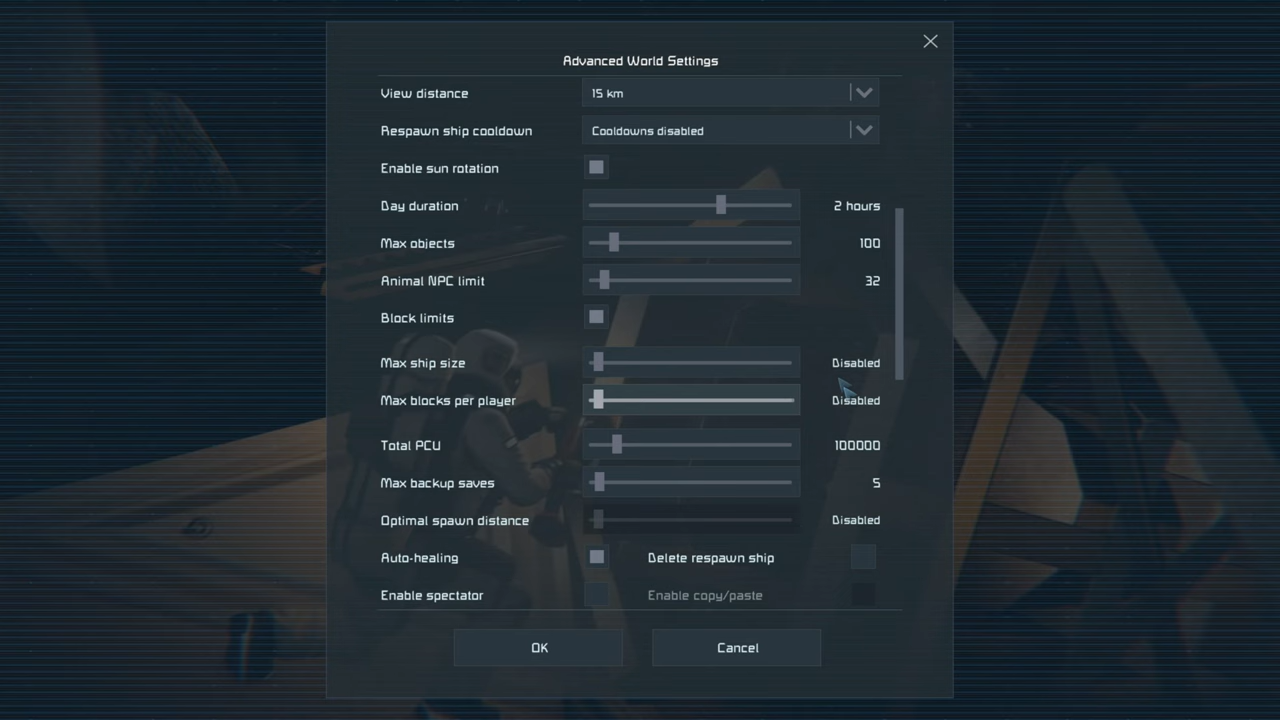 Advanced World Settings
View distance 15 km
Respawn ship cooldown Cooldowns disabled
Enable sun rotation
Day duration 2 hours
Max objects 100
Animal NPC limit 32
Block limits
Max ship size Disabled
Max blocks per player Disabled
Total PCU 100000
Max backup saves 5
Optimal spawn distance Disabled
Auto-healing Delete respawn ship
Enable spectator Enable copy/paste
OK Cancel